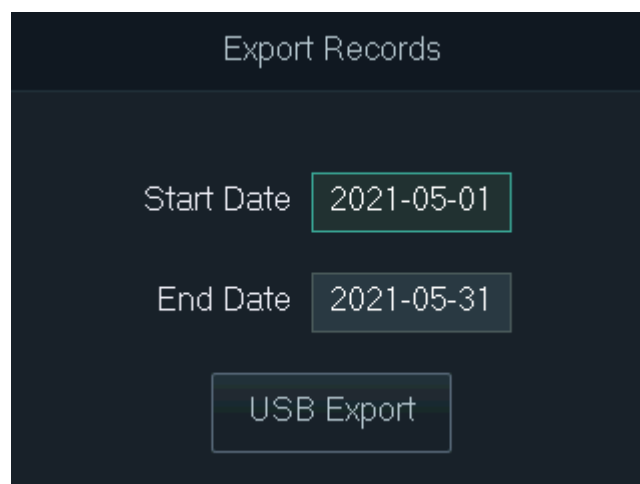 Export Records
Start Date 2021-05-01
End Date 2021-05-31
USB Export